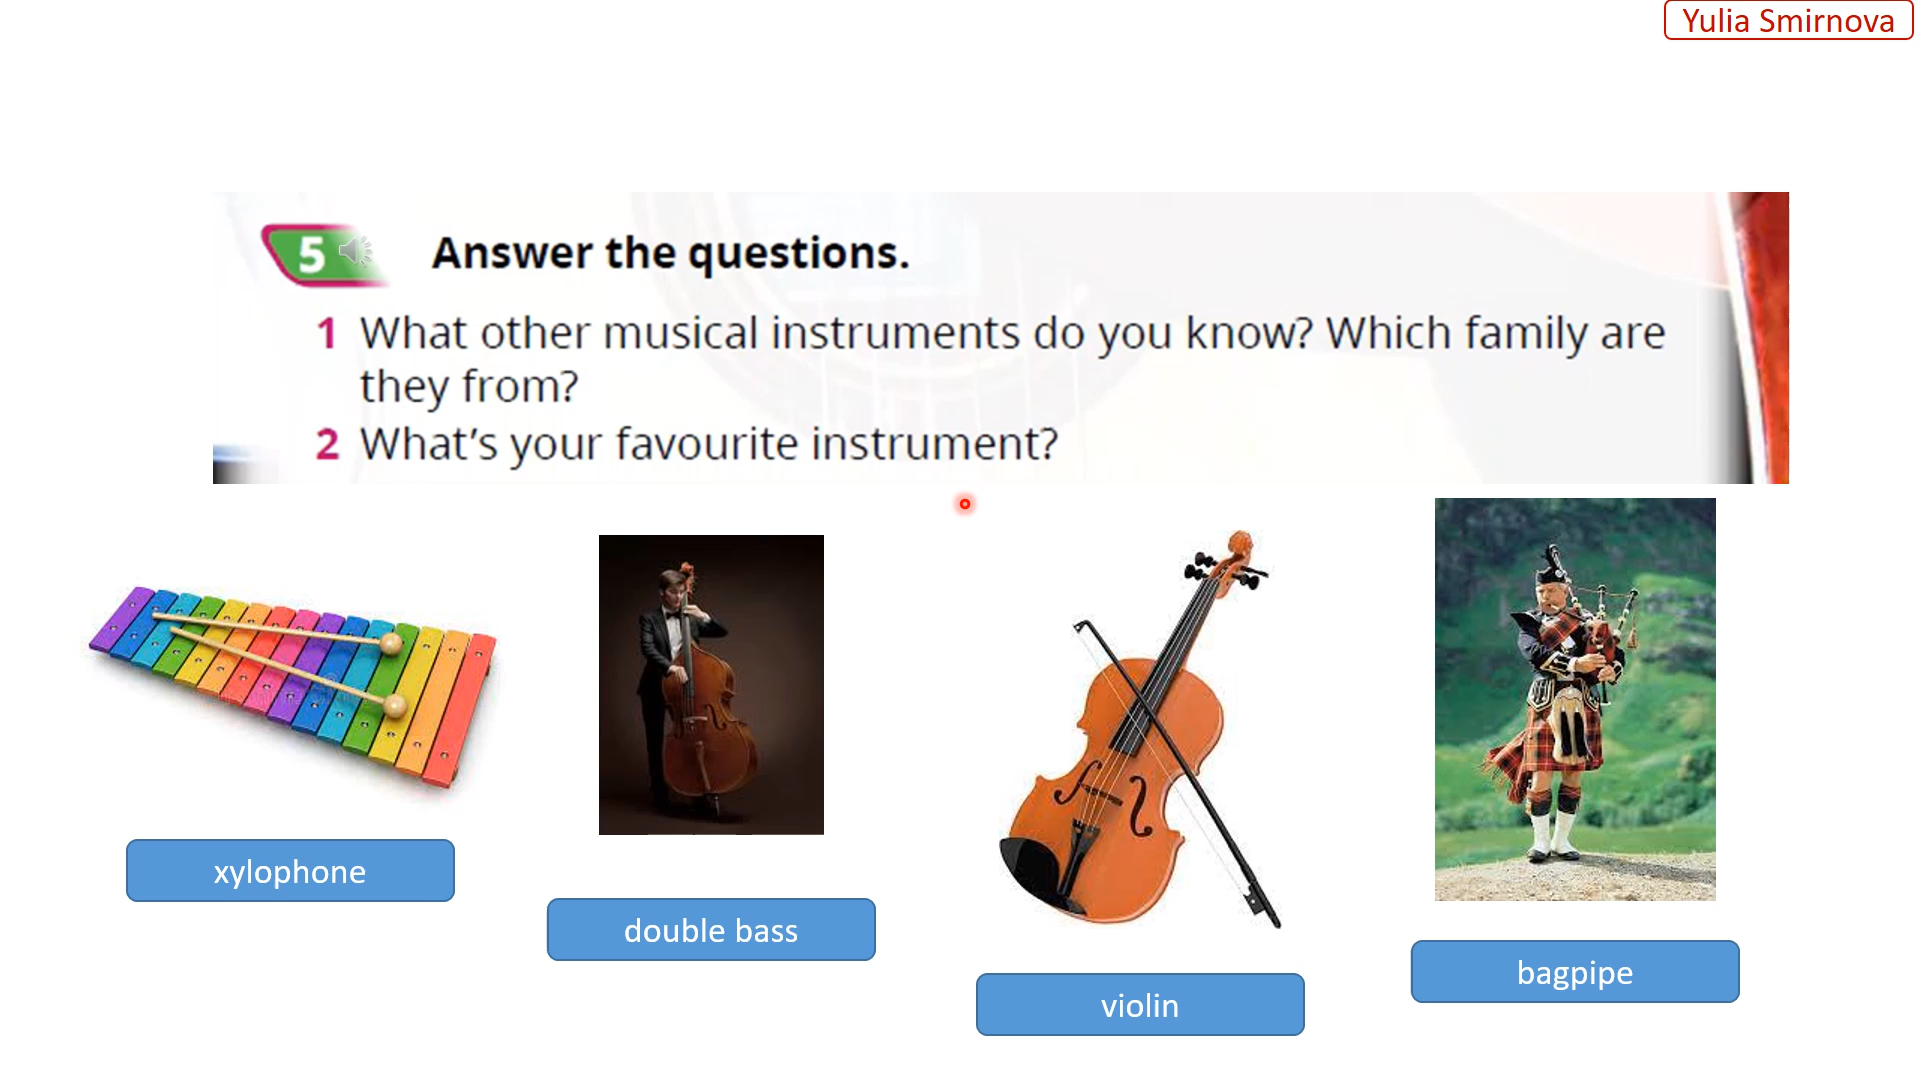 Yulia Smirnova
5 Answer the questions.
1 What other musical instruments do you know? Which family are
they from?
2 What's your favourite instrument?
xylophone
double bass
violin
bagpipe